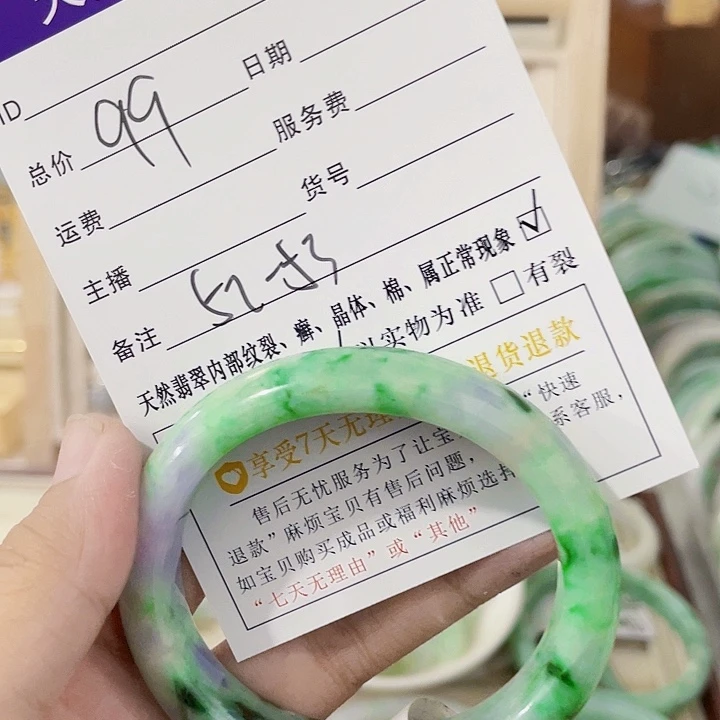 ID
日期
总价 99
服务费
运费
货号
主播
备注 52-53
天然翡翠内部纹裂、癣、晶体、棉、属正常现象
以实物为准 有裂
享受7天无理 退货退款
售后无忧服务为了让宝 “快速
退款”麻烦宝贝有售后问题, 系客服,
如宝贝购买成品或福利麻烦选择
“七天无理由”或“其他”